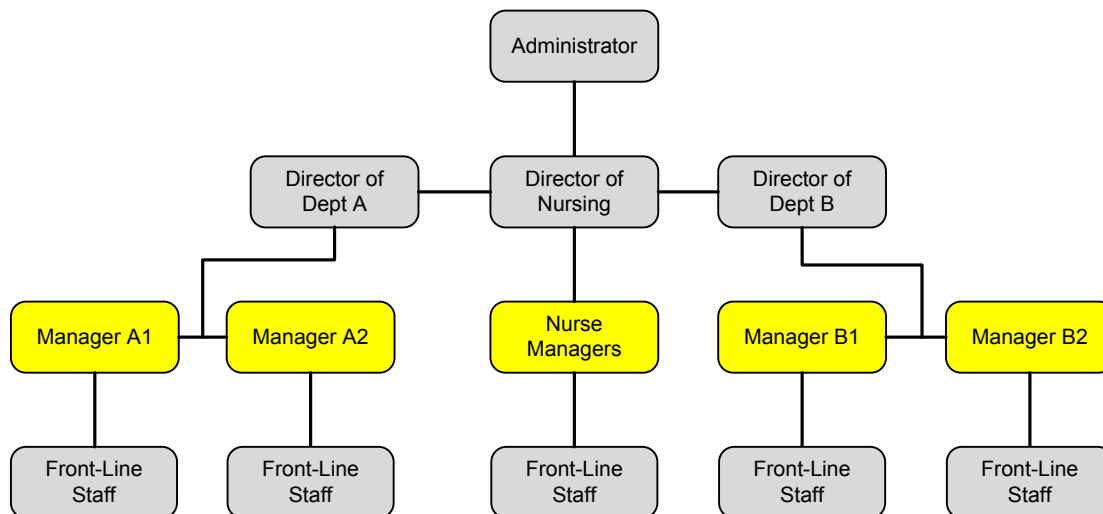 Administrator
Director of
Dept A
Director of
Nursing
Director of
Dept B
Manager A1
Manager A2
Nurse
Managers
Manager B1
Manager B2
Front-Line
Staff
Front-Line
Staff
Front-Line
Staff
Front-Line
Staff
Front-Line
Staff